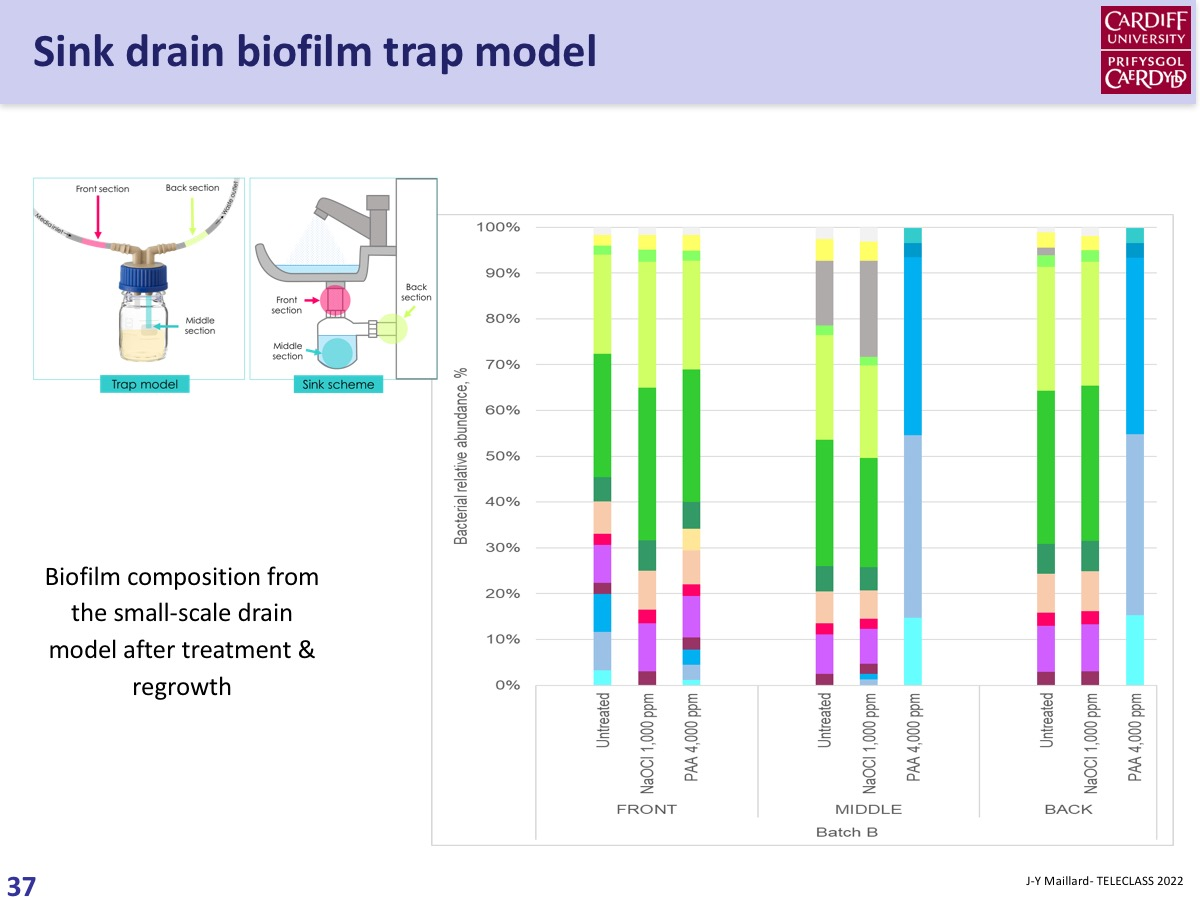 Sink drain biofilm trap model
CARDIFF
UNIVERSITY
PRIFYSGOL
CAERDYDD
Front section
Back section
Media inlet
Waste outlet
Middle
section
Trap model
Front
section
Back
section
Middle
section
Sink scheme
Biofilm composition from
the small-scale drain
model after treatment &
regrowth
Bacterial relative abundance, %
100%
90%
80%
70%
60%
50%
40%
30%
20%
10%
0%
Untreated
NaOCl 1,000 ppm
PAA 4,000 ppm
Untreated
NaOCl 1,000 ppm
PAA 4,000 ppm
Untreated
NaOCl 1,000 ppm
PAA 4,000 ppm
FRONT
MIDDLE
BACK
Batch B
37
J-Y Maillard- TELECLASS 2022